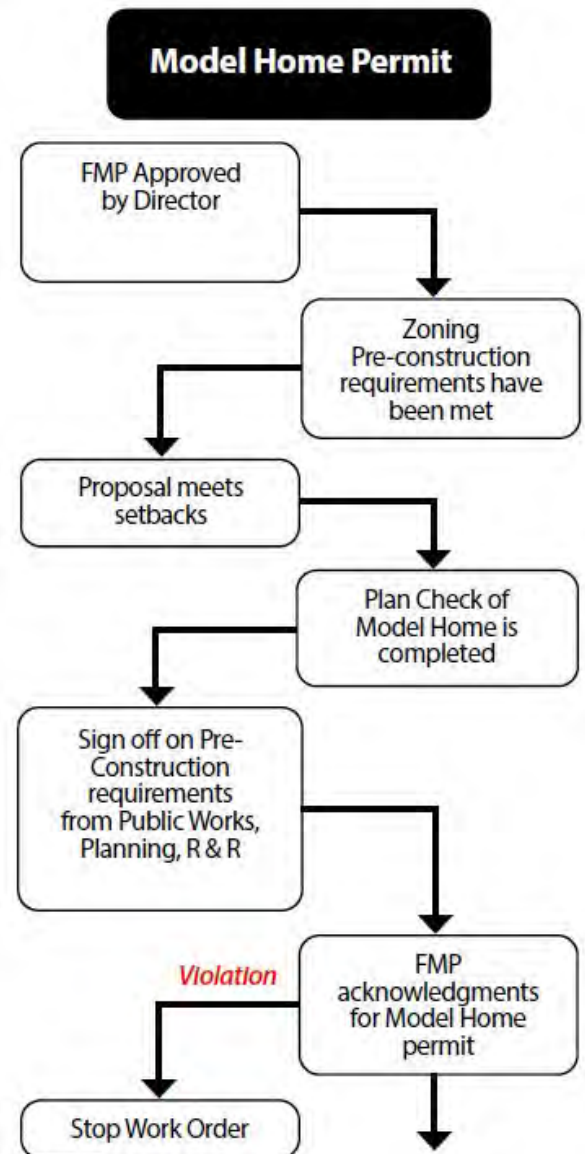 Model Home Permit
FMP Approved
by Director
Zoning
Pre-construction
requirements have
been met
Proposal meets
setbacks
Plan Check of
Model Home is
completed
Sign off on Pre-
Construction
requirements
from Public Works,
Planning, R & R
FMP
acknowledgments
for Model Home
permit
Violation
Stop Work Order